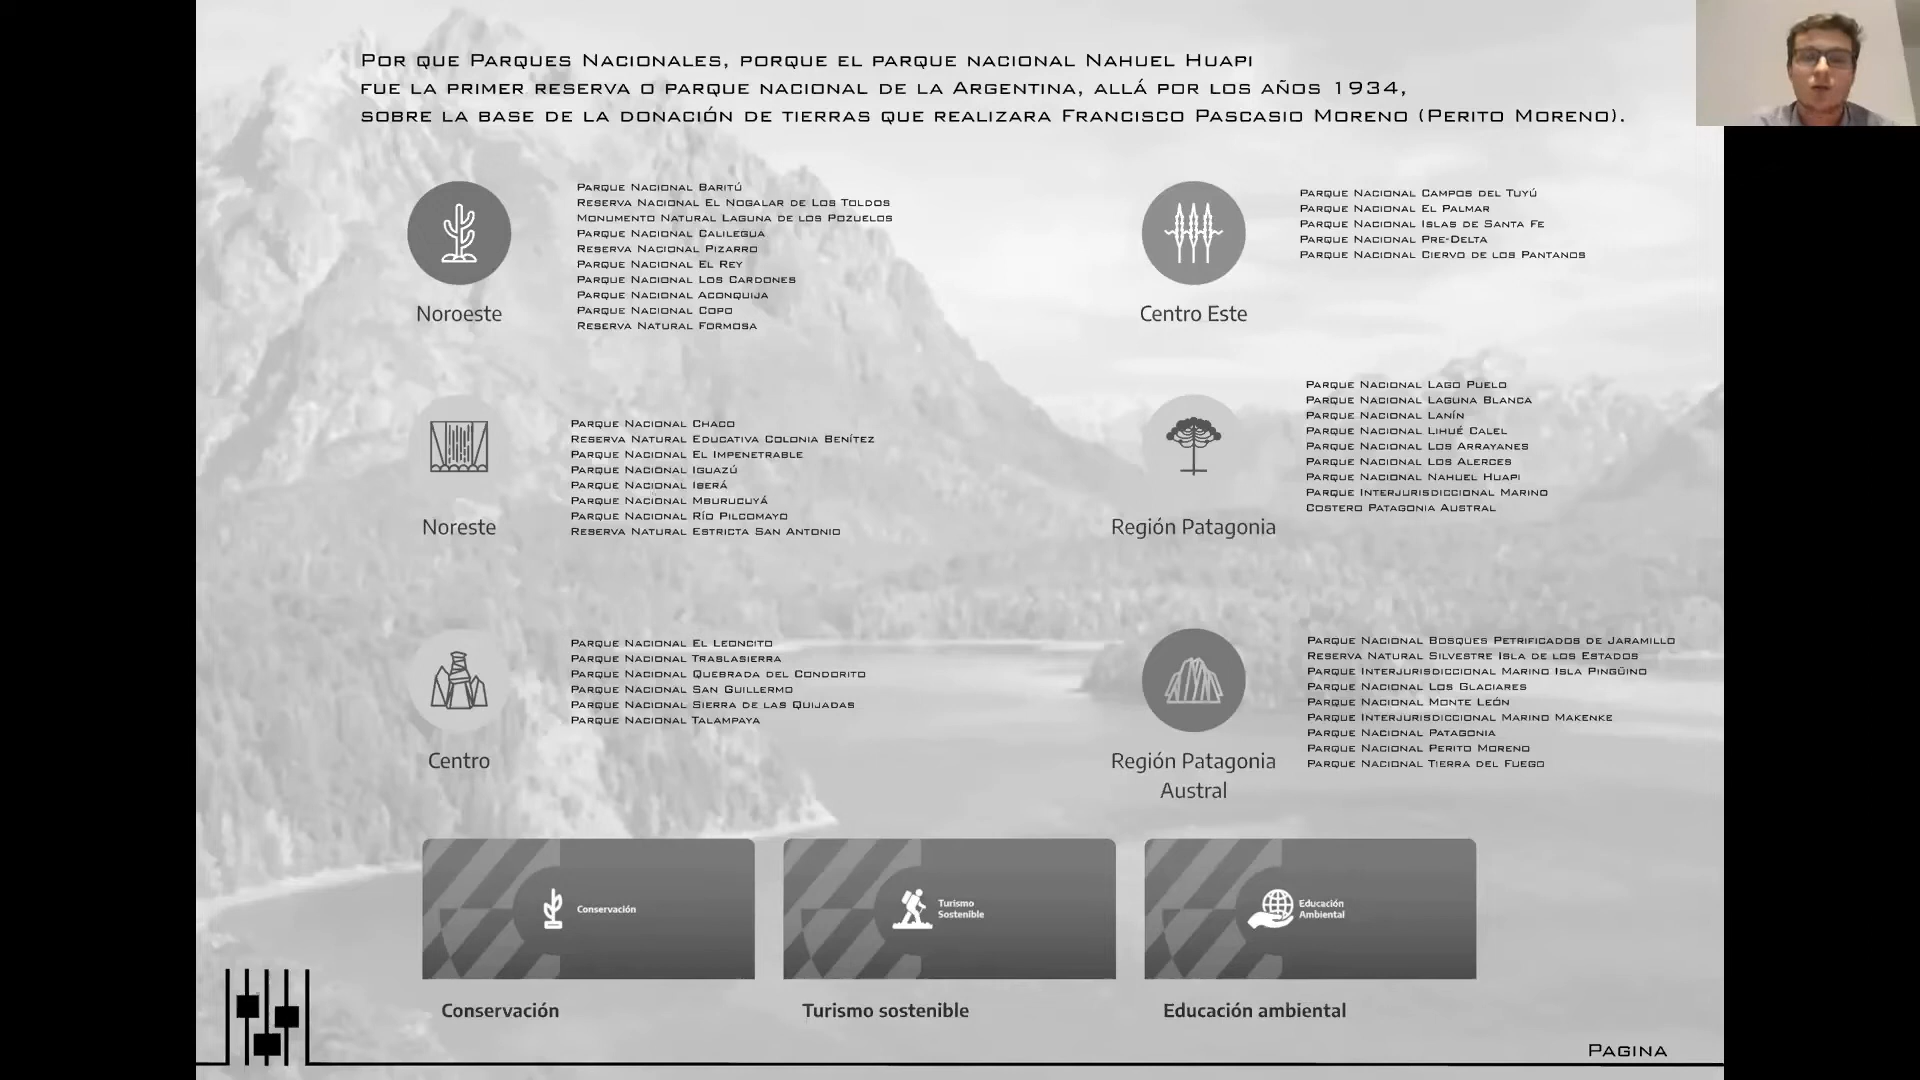 Por que Parques Nacionales, porque el parque nacional Nahuel Huapi
fue la primer reserva o parque nacional de la Argentina, allá por los años 1934,
sobre la base de la donación de tierras que realizara Francisco Pascasio Moreno (Perito Moreno).
Parque Nacional Baritú
Reserva Nacional El Nogalar de Los Toldos
Monumento Natural Laguna de los Pozuelos
Parque Nacional Calilegua
Reserva Nacional Pizarro
Parque Nacional El Rey
Parque Nacional Los Cardones
Parque Nacional Aconquija
Parque Nacional Copo
Reserva Natural Formosa
Noroeste
Parque Nacional Campos del Tuyú
Parque Nacional El Palmar
Parque Nacional Islas de Santa Fe
Parque Nacional Pre-Delta
Parque Nacional Ciervo de los Pantanos
Centro Este
Parque Nacional Chaco
Reserva Natural Educativa Colonia Benítez
Parque Nacional El Impenetrable
Parque Nacional Iguazú
Parque Nacional Iberá
Parque Nacional Mburucuyá
Parque Nacional Río Pilcomayo
Reserva Natural Estricta San Antonio
Noreste
Parque Nacional Lago Puelo
Parque Nacional Laguna Blanca
Parque Nacional Lanín
Parque Nacional Lihué Calel
Parque Nacional Los Arrayanes
Parque Nacional Los Alerces
Parque Nacional Nahuel Huapi
Parque Interjurisdiccional Marino
Costero Patagonia Austral
Región Patagonia
Parque Nacional El Leoncito
Parque Nacional Traslasierra
Parque Nacional Quebrada del Condorito
Parque Nacional San Guillermo
Parque Nacional Sierra de las Quijadas
Parque Nacional Talampaya
Centro
Parque Nacional Bosques Petrificados de Jaramillo
Reserva Natural Silvestre Isla de los Estados
Parque Interjurisdiccional Marino Isla Pingüino
Parque Nacional Los Glaciares
Parque Nacional Monte León
Parque Interjurisdiccional Marino Makenke
Parque Nacional Patagonia
Parque Nacional Perito Moreno
Parque Nacional Tierra del Fuego
Región Patagonia
Austral
Conservación
Turismo
Sostenible
Educación
Ambiental
Conservación
Turismo sostenible
Educación ambiental
Pagina